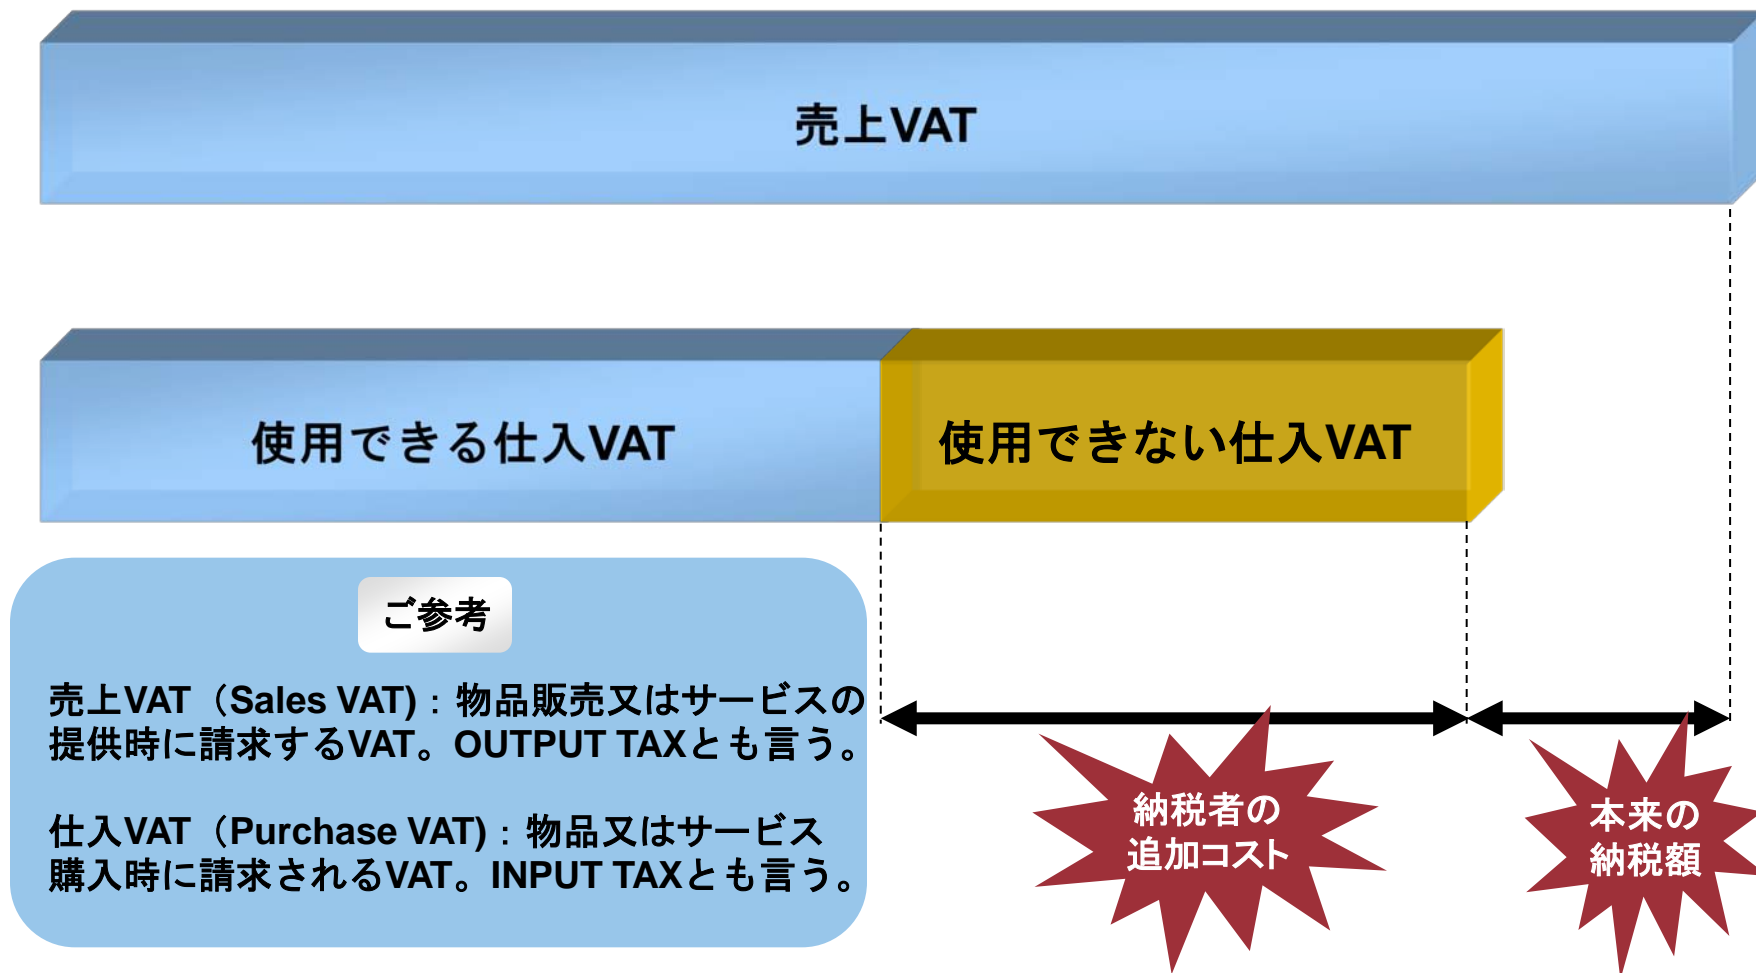 売上VAT
使用できる仕入VAT
使用できない仕入VAT
ご参考
売上VAT（Sales VAT)：物品販売又はサービスの
提供時に請求するVAT。OUTPUT TAXとも言う。
仕入VAT（Purchase VAT)：物品又はサービス
購入時に請求されるVAT。INPUT TAXとも言う。
納税者の
追加コスト
本来の
納税額